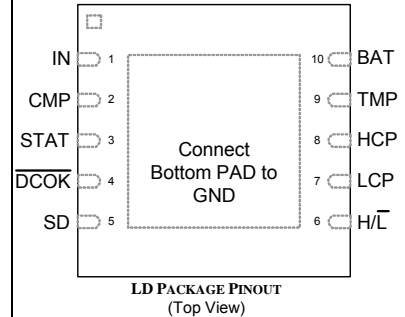 IN 1 10 BAT
CMP 2 9 TMP
STAT 3 8 HCP
Connect
Bottom PAD to
GND
DCOK 4 7 LCP
SD 5 6 H/L
LD PACKAGE PINOUT
(Top View)